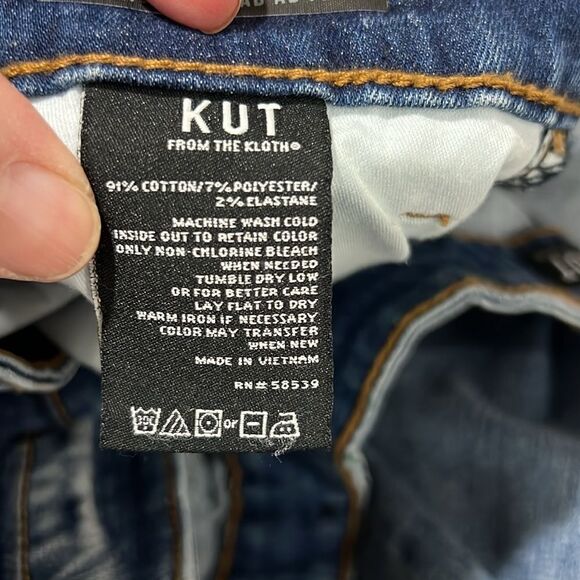 KUT
FROM THE KLOTH®
91% COTTON/7% POLYESTER/
2% ELASTANE
MACHINE WASH COLD
INSIDE OUT TO RETAIN COLOR
ONLY NON-CHLORINE BLEACH
WHEN NEEDED
TUMBLE DRY LOW
OR FOR BETTER CARE
LAY FLAT TO DRY
WARM IRON IF NECESSARY
COLOR MAY TRANSFER
WHEN NEW
MADE IN VIETNAM
RN# 58539
or